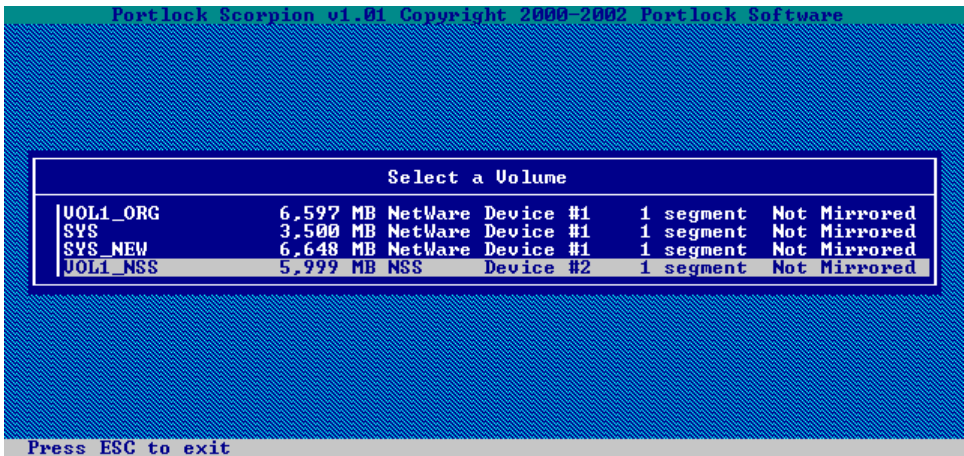 Portlock Scorpion v1.01 Copyright 2000-2002 Portlock Software
Select a Volume
VOL1_ORG 6,597 MB NetWare Device #1 1 segment Not Mirrored
SYS 3,500 MB NetWare Device #1 1 segment Not Mirrored
SYS_NEW 6,648 MB NetWare Device #1 1 segment Not Mirrored
VOL1_NSS 5,999 MB NSS Device #2 1 segment Not Mirrored
Press ESC to exit